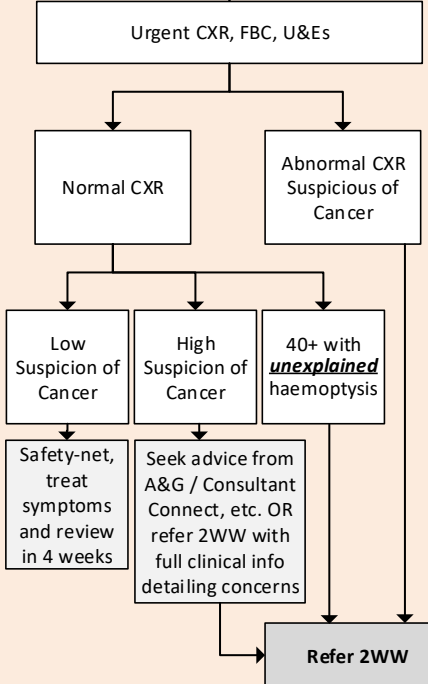 Urgent CXR, FBC, U&Es
Normal CXR
Abnormal CXR
Suspicious of
Cancer
Low
Suspicion of
Cancer
High
Suspicion of
Cancer
40+ with
unexplained
haemoptysis
Safety-net,
treat
symptoms
and review
in 4 weeks
Seek advice from
A&G / Consultant
Connect, etc. OR
refer 2WW with
full clinical info
detailing concerns
Refer 2WW